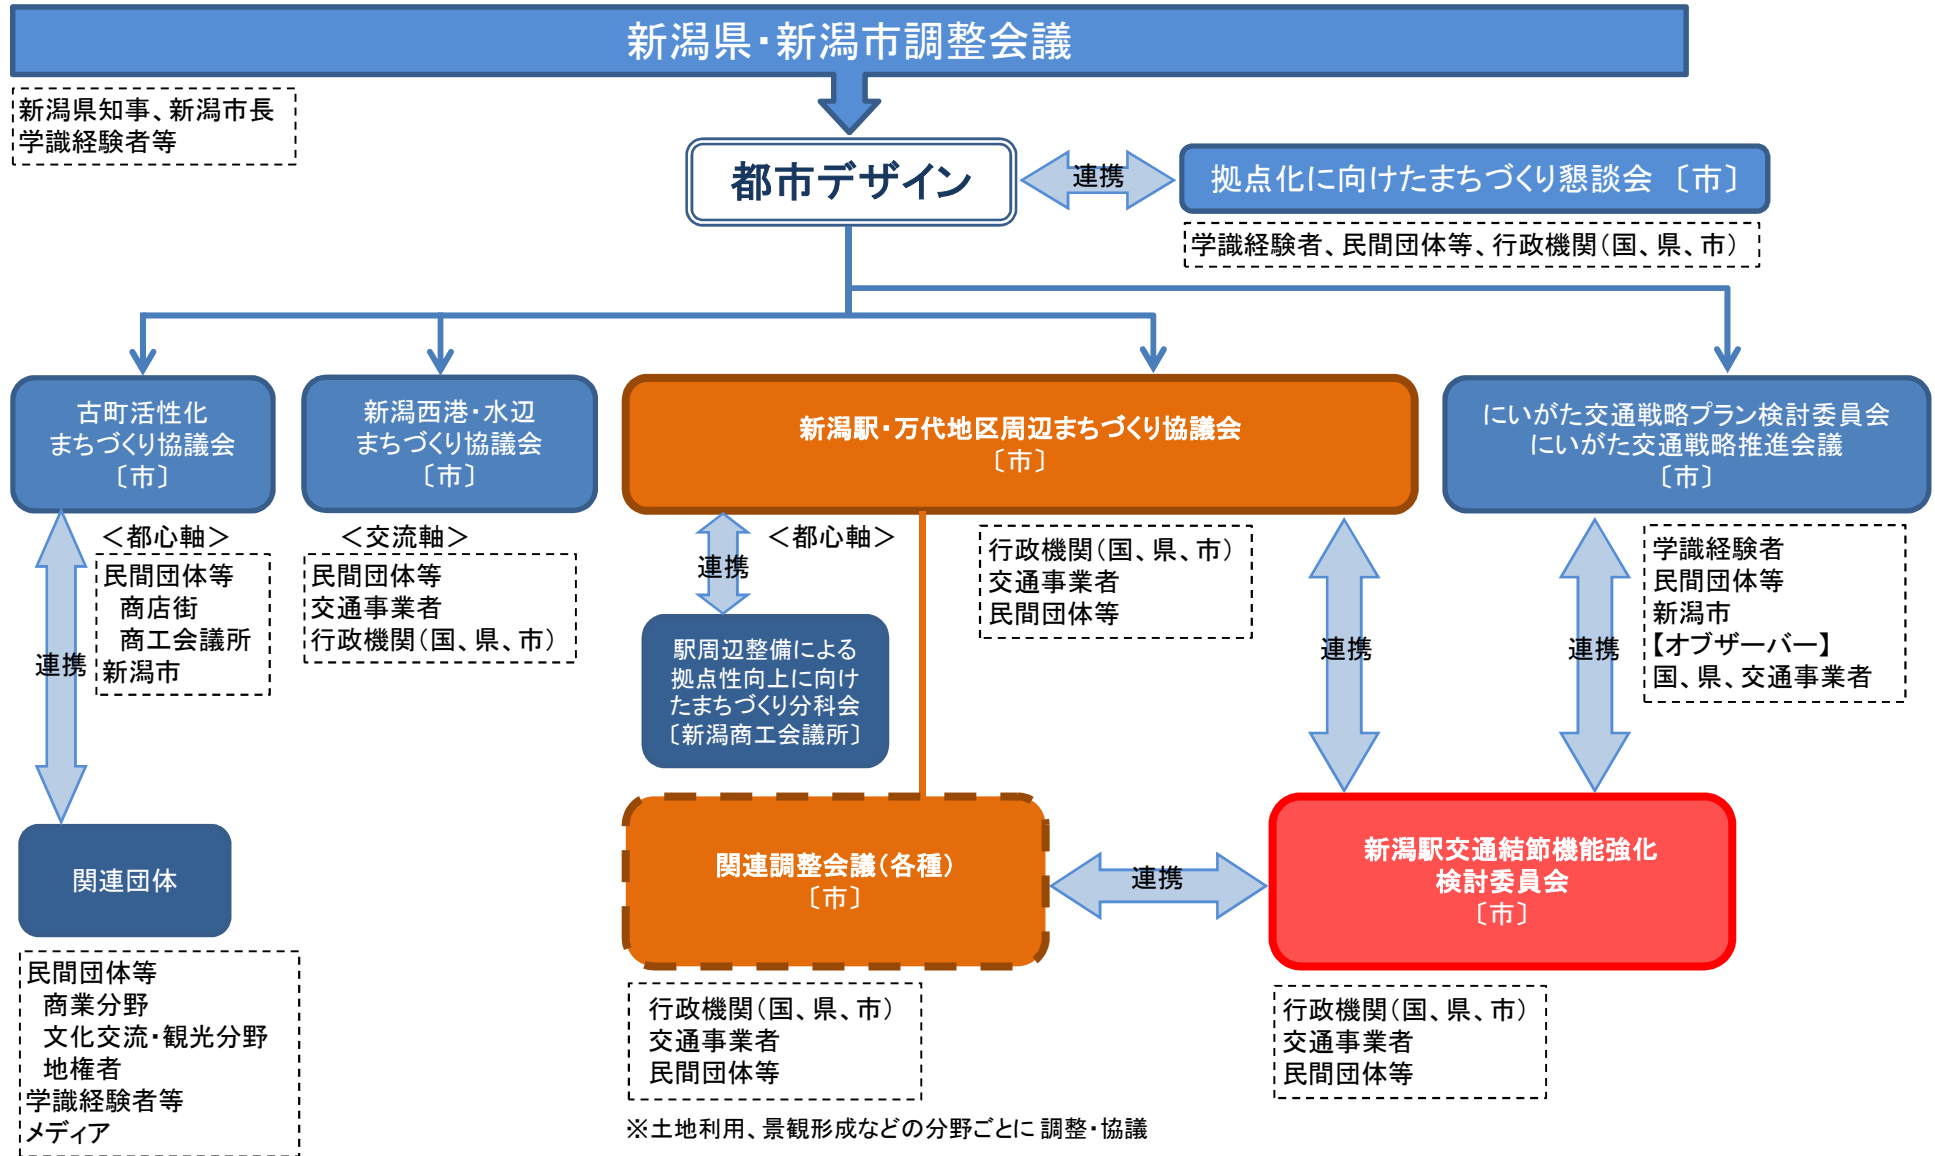 新潟県・新潟市調整会議
新潟県知事、新潟市長
学識経験者等
都市デザイン
連携
拠点化に向けたまちづくり懇談会 〔市〕
学識経験者、民間団体等、行政機関(国、県、市)
古町活性化
まちづくり協議会
〔市〕
新潟西港・水辺
まちづくり協議会
〔市〕
新潟駅・万代地区周辺まちづくり協議会
〔市〕
にいがた交通戦略プラン検討委員会
にいがた交通戦略推進会議
〔市〕
<都心軸>
民間団体等
商店街
商工会議所
新潟市
連携
<交流軸>
民間団体等
交通事業者
行政機関(国、県、市)
連携
<都心軸>
行政機関(国、県、市)
交通事業者
民間団体等
連携
連携
学識経験者
民間団体等
新潟市
【オブザーバー】
国、県、交通事業者
駅周辺整備による
拠点性向上に向け
たまちづくり分科会
〔新潟商工会議所〕
関連団体
民間団体等
商業分野
文化交流・観光分野
地権者
学識経験者等
メディア
関連調整会議(各種)
〔市〕
連携
新潟駅交通結節機能強化
検討委員会
〔市〕
行政機関(国、県、市)
交通事業者
民間団体等
※土地利用、景観形成などの分野ごとに調整・協議
行政機関(国、県、市)
交通事業者
民間団体等